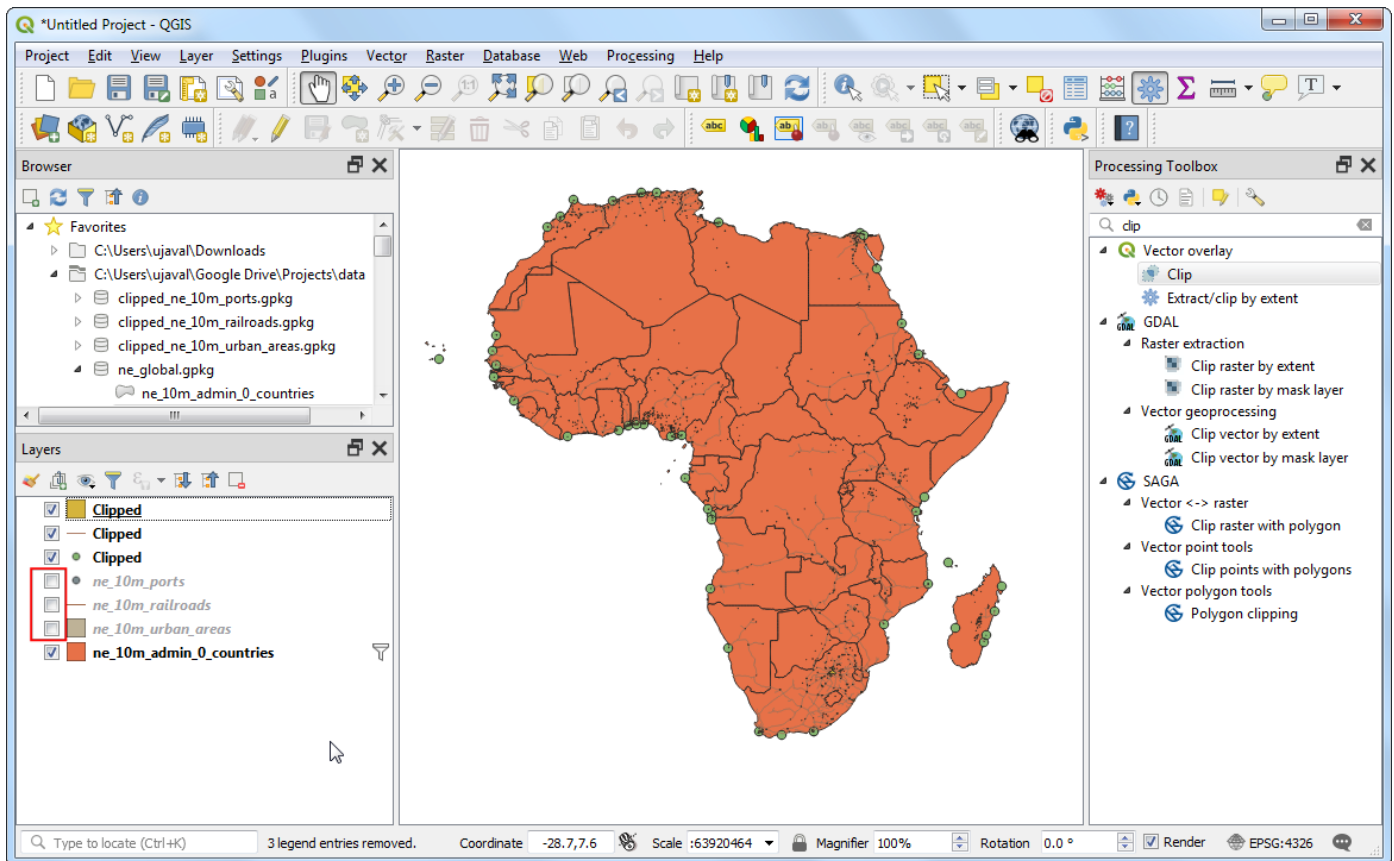 *Untitled Project - QGIS
Project Edit View Layer Settings Plugins Vector Raster Database Web Processing Help
Browser
Favorites
C:\Users\ujaval\Downloads
C:\Users\ujaval\Google Drive\Projects\data
clipped_ne_10m_ports.gpkg
clipped_ne_10m_railroads.gpkg
clipped_ne_10m_urban_areas.gpkg
ne_global.gpkg
ne_10m_admin_0_countries
Layers
Clipped
Clipped
Clipped
ne_10m_ports
ne_10m_railroads
ne_10m_urban_areas
ne_10m_admin_0_countries
Processing Toolbox
clip
Vector overlay
Clip
Extract/clip by extent
GDAL
Raster extraction
Clip raster by extent
Clip raster by mask layer
Vector geoprocessing
Clip vector by extent
Clip vector by mask layer
SAGA
Vector <-> raster
Clip raster with polygon
Vector point tools
Clip points with polygons
Vector polygon tools
Polygon clipping
Type to locate (Ctrl+K) 3 legend entries removed. Coordinate -28.7,7.6 Scale :63920464 Magnifier 100% Rotation 0.0 ° Render EPSG:4326